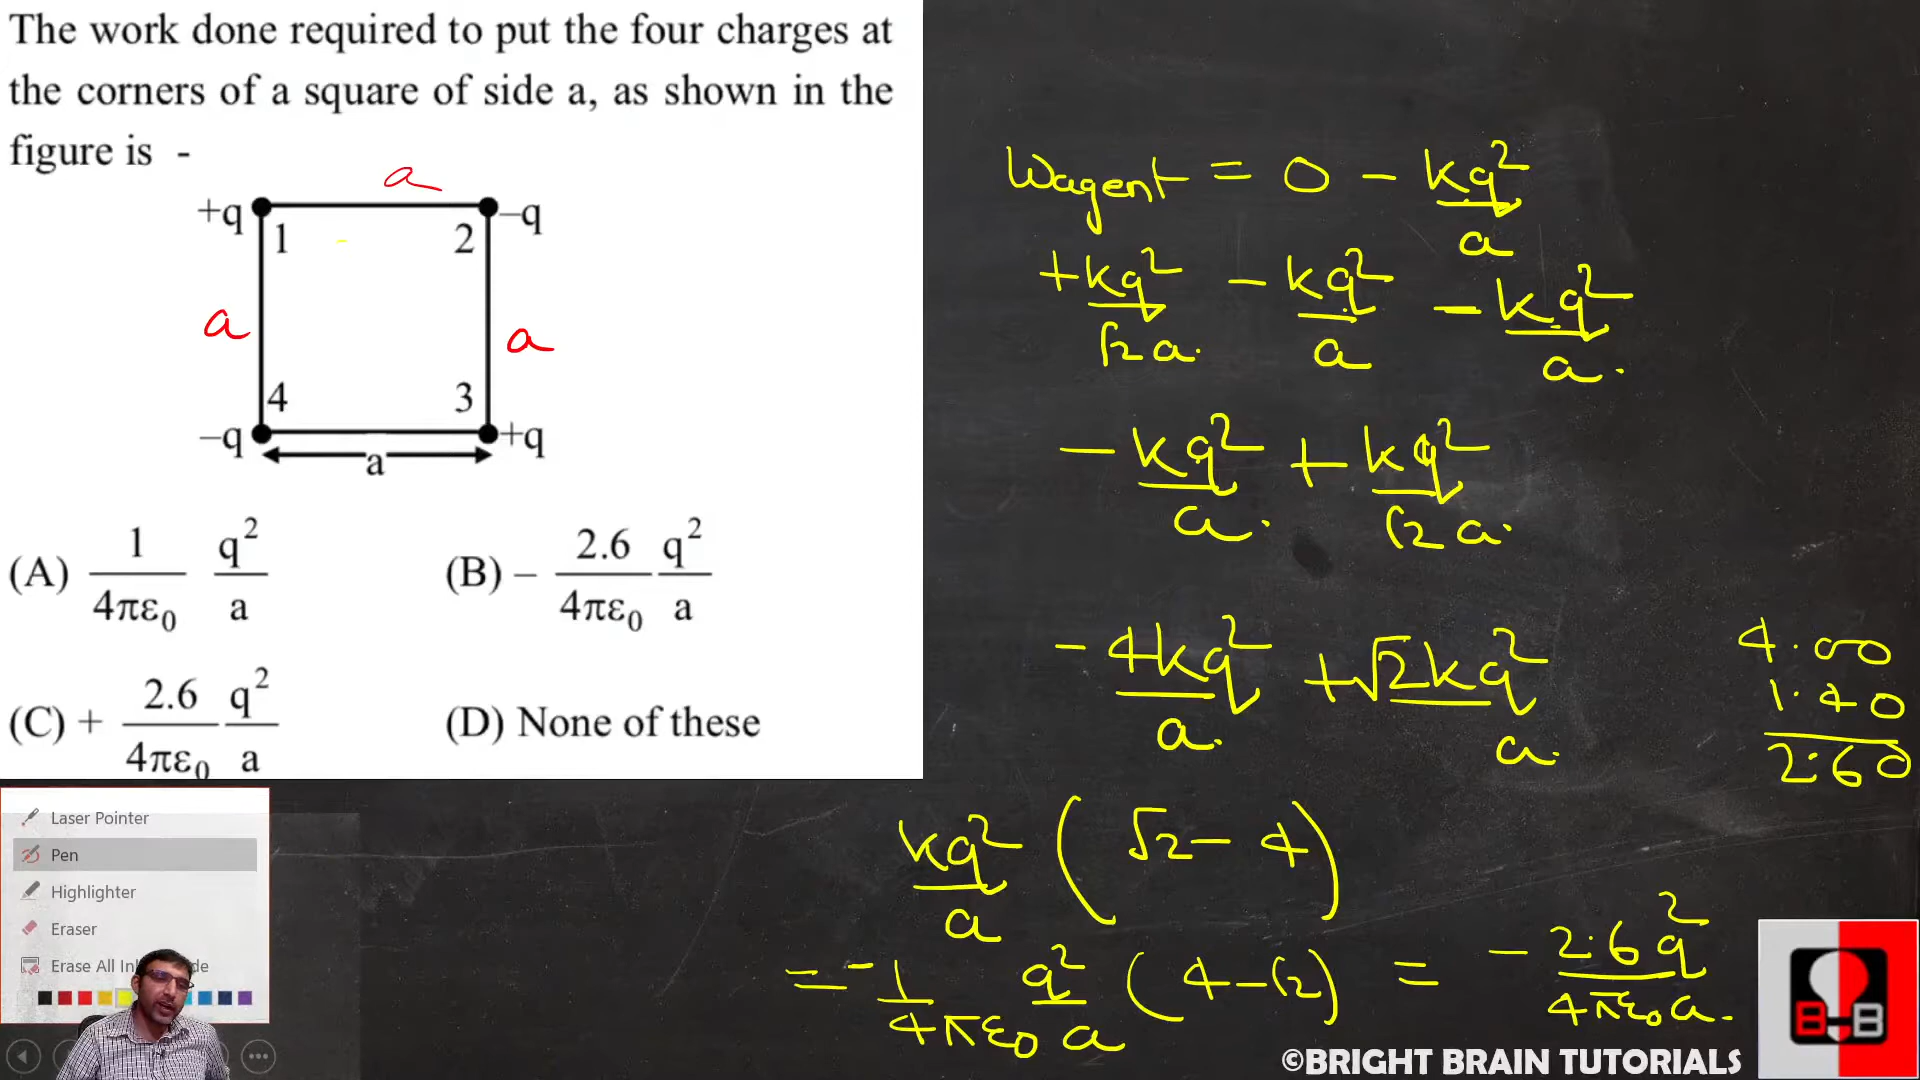 The work done required to put the four charges at
the corners of a square of side a, as shown in the
figure is -
a
+q 1 2 –q
a a
–q 4 3 +q
a
(A) 1/4πε₀ q²/a (B) – 2.6/4πε₀ q²/a
(C) + 2.6/4πε₀ q²/a (D) None of these
Wagent = 0 - kq²/a
+kq²/√2a. - kq²/a - kq²/a.
- kq²/a. + kq²/√2a.
- 4kq²/a. + √2kq²/a.
4.00
1.40
2.60
kq²/a (√2 - 4)
= - 1/4πε₀ q²/a (4-√2) = - 2.6q²/4πε₀a.
Laser Pointer
Pen
Highlighter
Eraser
B B
©BRIGHT BRAIN TUTORIALS